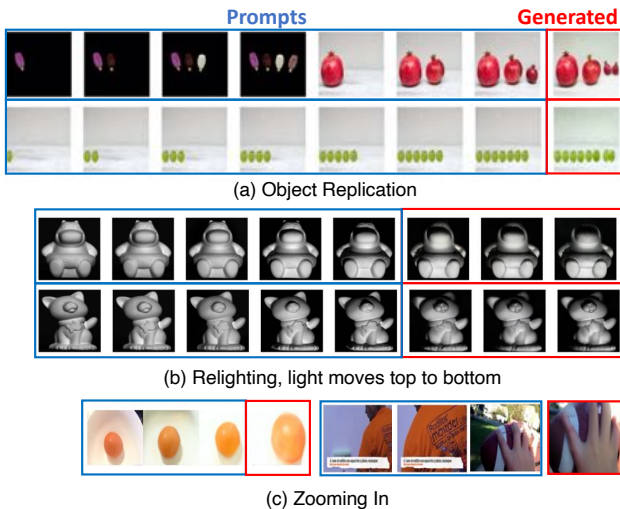 Prompts
Generated
(a) Object Replication
(b) Relighting, light moves top to bottom
(c) Zooming In